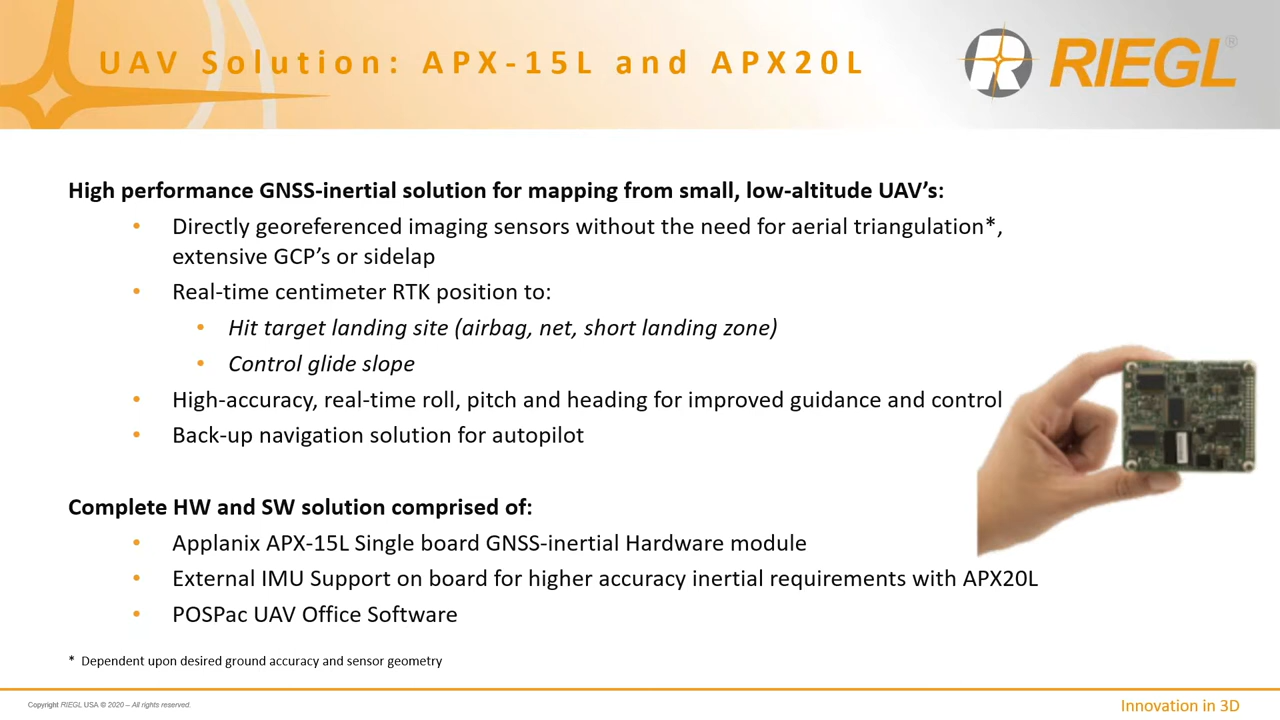 UAV Solution: APX-15L and APX20L
RIEGL®
High performance GNSS-inertial solution for mapping from small, low-altitude UAV's:
• Directly georeferenced imaging sensors without the need for aerial triangulation*,
extensive GCP's or sidelap
• Real-time centimeter RTK position to:
• Hit target landing site (airbag, net, short landing zone)
• Control glide slope
• High-accuracy, real-time roll, pitch and heading for improved guidance and control
• Back-up navigation solution for autopilot
Complete HW and SW solution comprised of:
• Applanix APX-15L Single board GNSS-inertial Hardware module
• External IMU Support on board for higher accuracy inertial requirements with APX20L
• POSPac UAV Office Software
* Dependent upon desired ground accuracy and sensor geometry
Copyright RIEGL USA © 2020 – All rights reserved.
Innovation in 3D